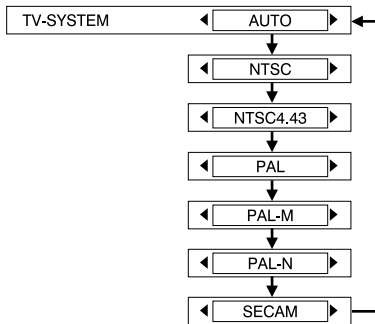 TV-SYSTEM AUTO
NTSC
NTSC4.43
PAL
PAL-M
PAL-N
SECAM